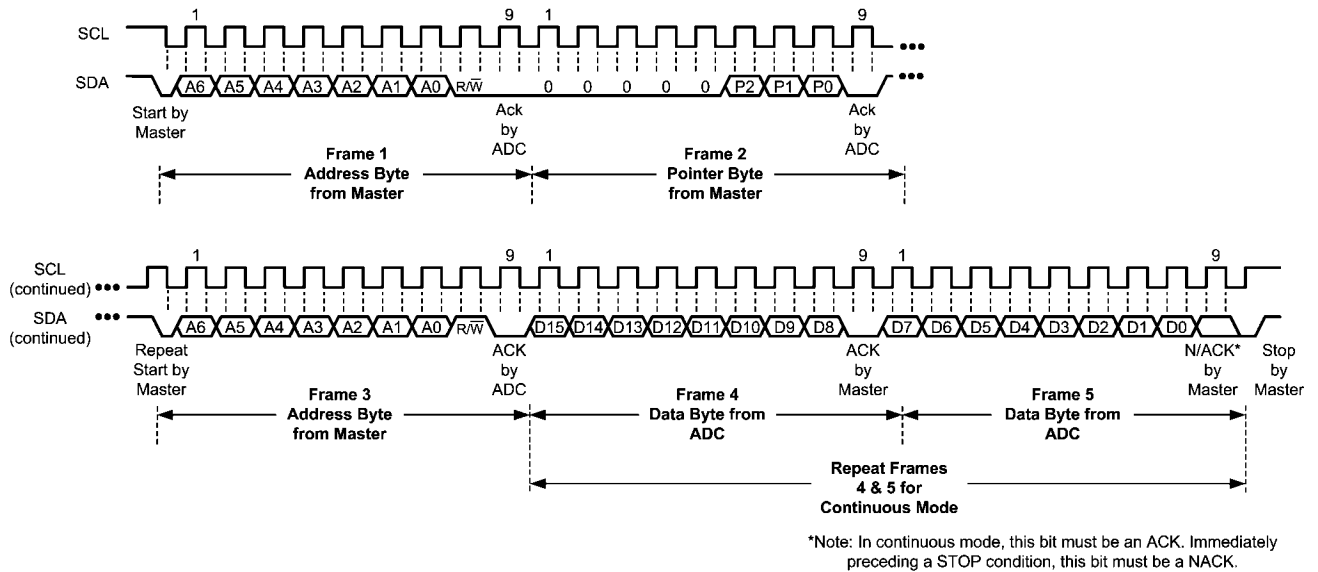 1 9 1 9
SCL
SDA A6 A5 A4 A3 A2 A1 A0 R/W̅ 0 0 0 0 0 P2 P1 P0
Start by
Master
Ack
by
ADC
Ack
by
ADC
Frame 1
Address Byte
from Master
Frame 2
Pointer Byte
from Master
1 9 1 9 1 9
SCL
(continued)
SDA
(continued)
A6 A5 A4 A3 A2 A1 A0 R/W̅ D15 D14 D13 D12 D11 D10 D9 D8 D7 D6 D5 D4 D3 D2 D1 D0
Repeat
Start by
Master
ACK
by
ADC
ACK
by
Master
N/ACK*
by
Master
Stop
by
Master
Frame 3
Address Byte
from Master
Frame 4
Data Byte from
ADC
Frame 5
Data Byte from
ADC
Repeat Frames
4 & 5 for
Continuous Mode
*Note: In continuous mode, this bit must be an ACK. Immediately
preceding a STOP condition, this bit must be a NACK.